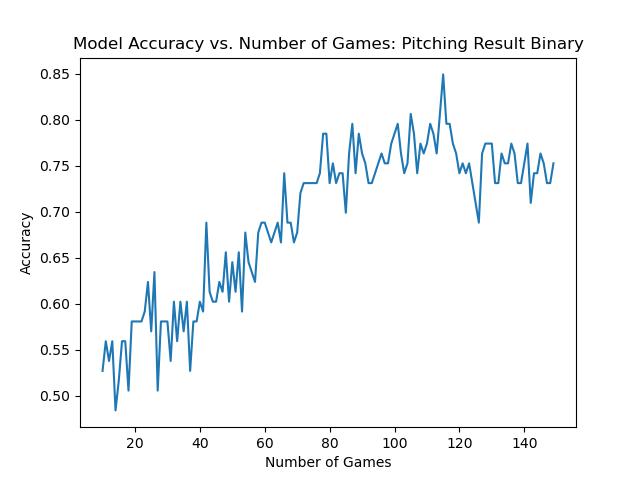 Model Accuracy vs. Number of Games: Pitching Result Binary
0.85
0.80
0.75
0.70
0.65
0.60
0.55
0.50
Accuracy
20 40 60 80 100 120 140
Number of Games